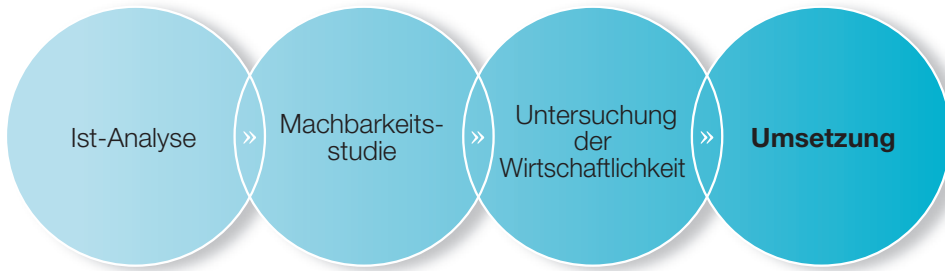 Ist-Analyse
»
Machbarkeits-
studie
»
Untersuchung
der
Wirtschaftlichkeit
»
Umsetzung